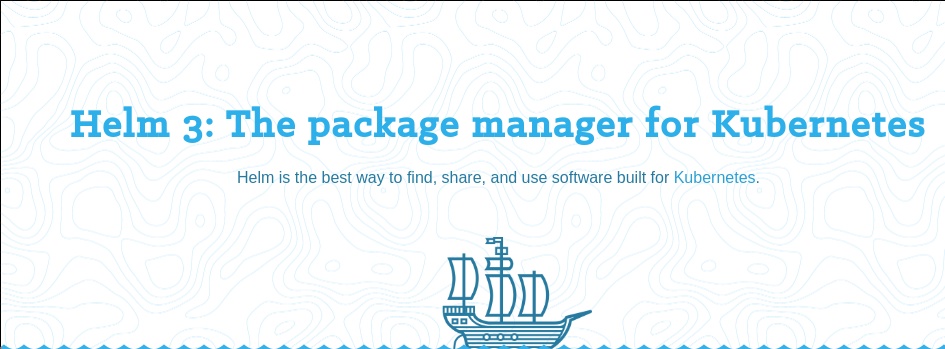 Helm 3: The package manager for Kubernetes
Helm is the best way to find, share, and use software built for Kubernetes.